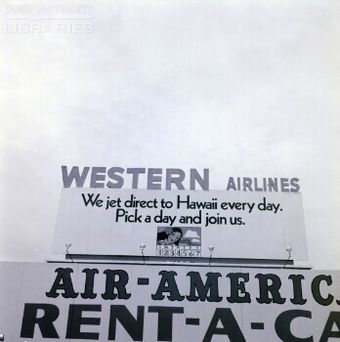 DUKE UNIVERSITY
LIBRARIES
WESTERN AIRLINES
We jet direct to Hawaii every day.
Pick a day and join us.
1234567
AIR-AMERIC
RENT-A-CA